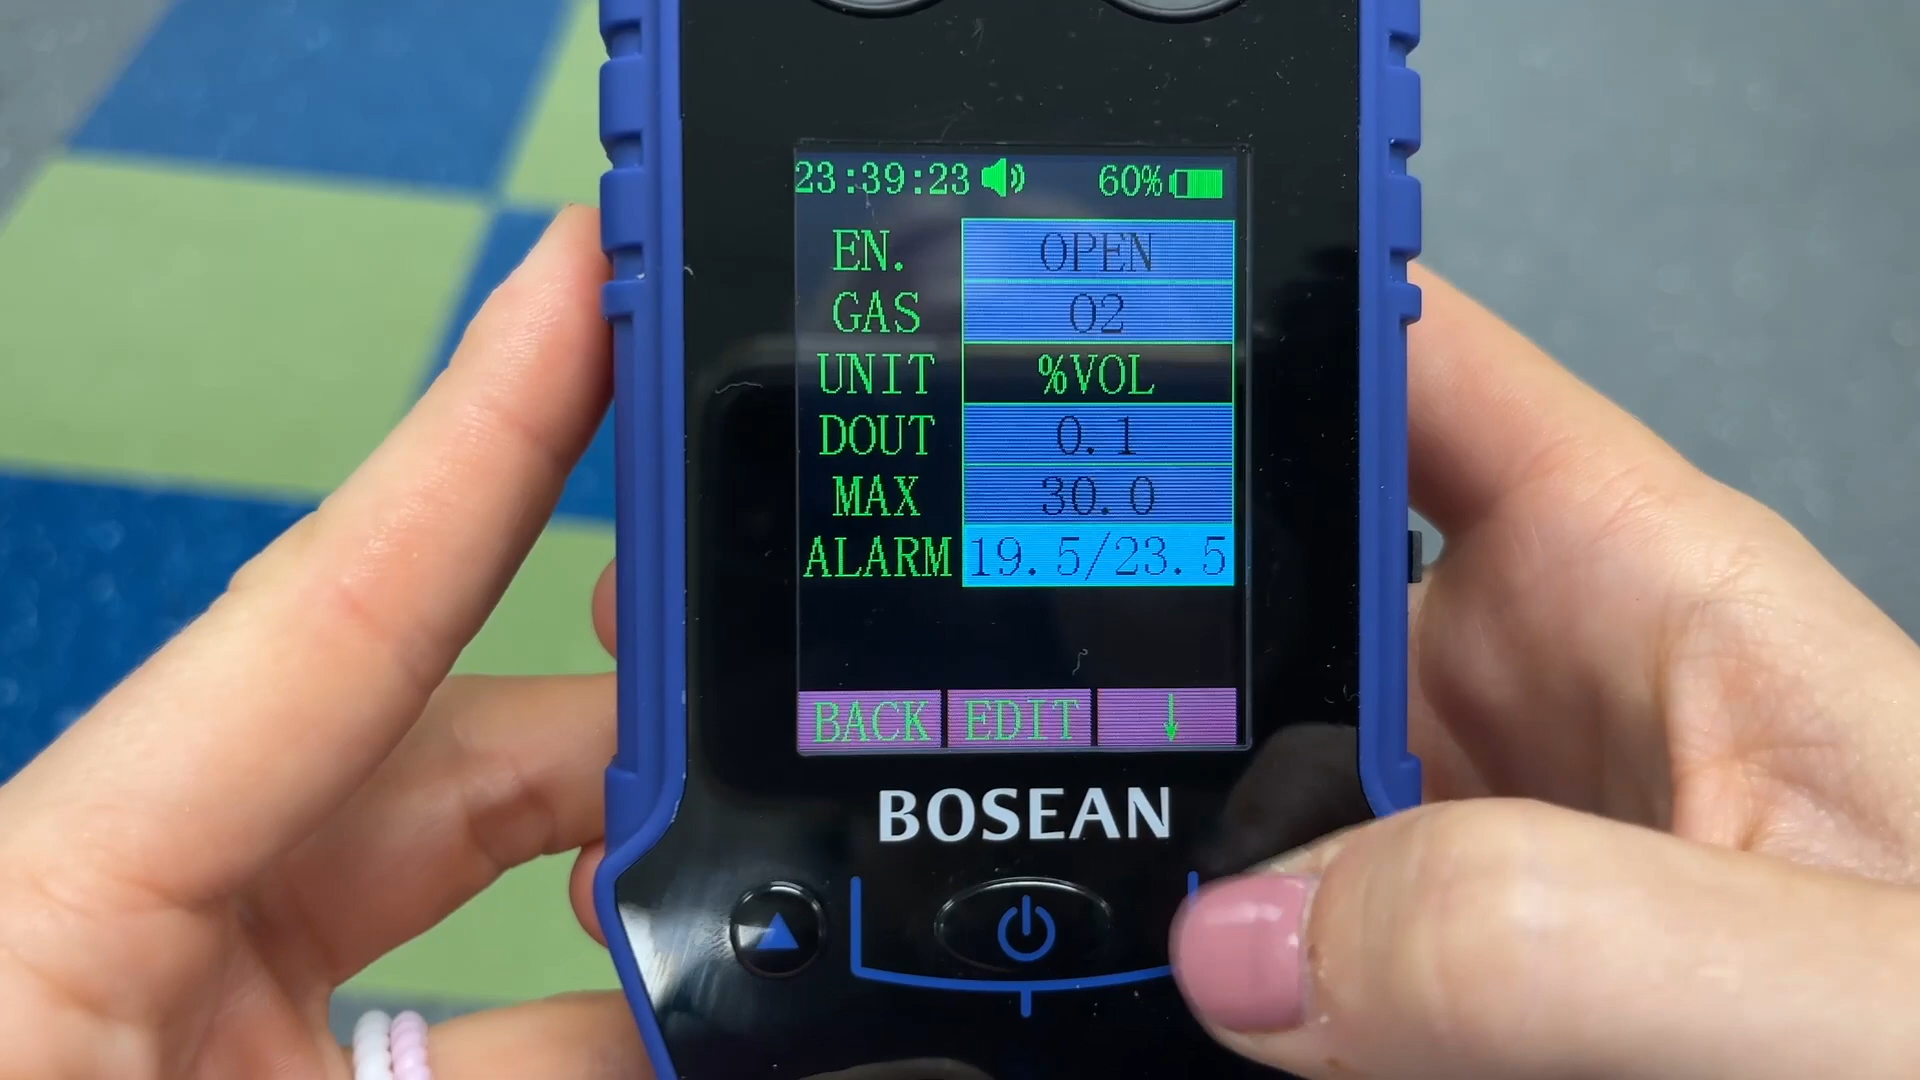 23:39:23 60%
EN. OPEN
GAS O2
UNIT %VOL
DOUT 0.1
MAX 30.0
ALARM 19.5/23.5
BACK EDIT ↓
BOSEAN